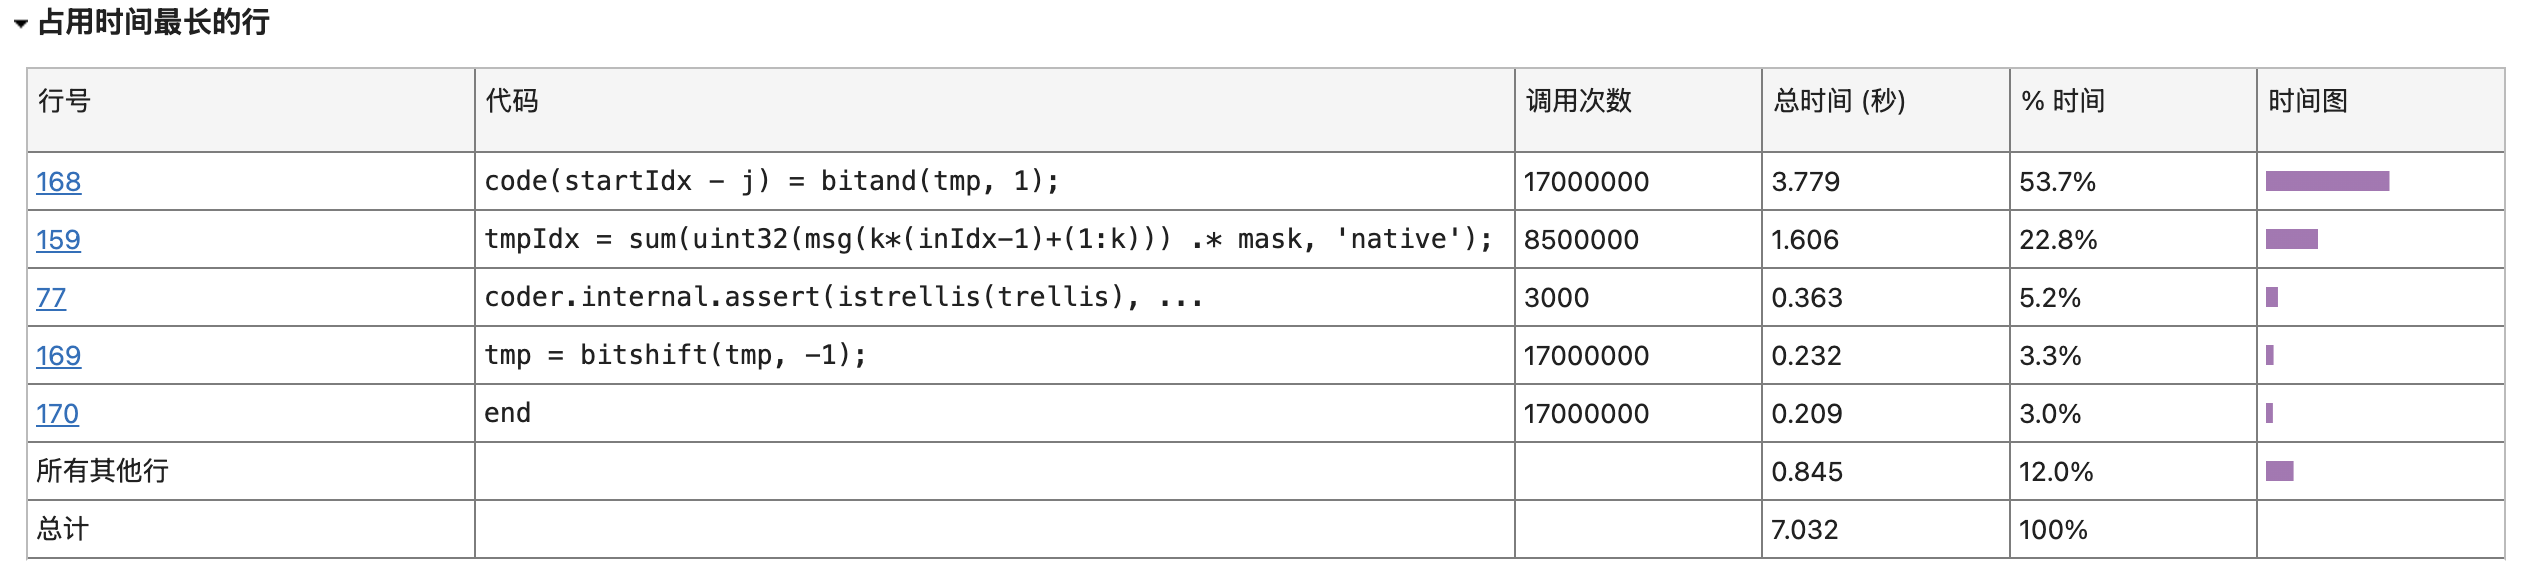 占用时间最长的行
行号 代码 调用次数 总时间 (秒) % 时间 时间图
168 code(startIdx - j) = bitand(tmp, 1); 17000000 3.779 53.7%
159 tmpIdx = sum(uint32(msg(k*(inIdx-1)+(1:k))) .* mask, 'native'); 8500000 1.606 22.8%
77 coder.internal.assert(istrellis(trellis), ... 3000 0.363 5.2%
169 tmp = bitshift(tmp, -1); 17000000 0.232 3.3%
170 end 17000000 0.209 3.0%
所有其他行 0.845 12.0%
总计 7.032 100%